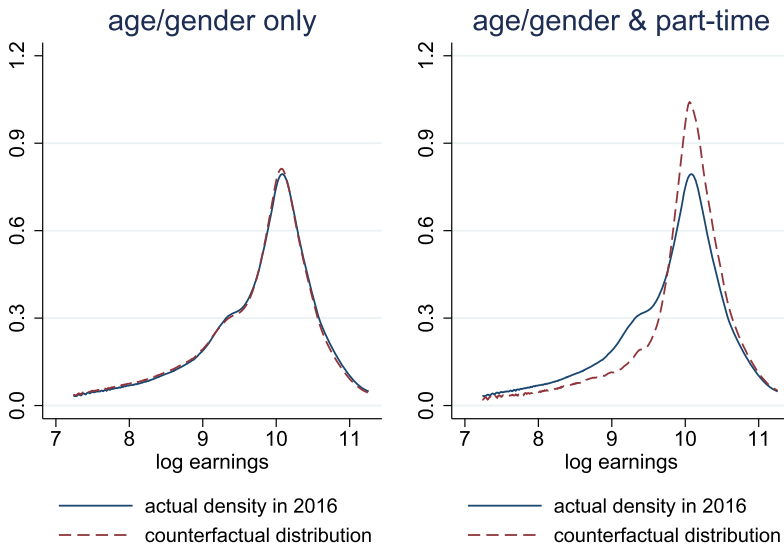 age/gender only
1.2
0.9
0.6
0.3
0.0
7 8 9 10 11
log earnings
actual density in 2016
counterfactual distribution
age/gender & part-time
1.2
0.9
0.6
0.3
0.0
7 8 9 10 11
log earnings
actual density in 2016
counterfactual distribution